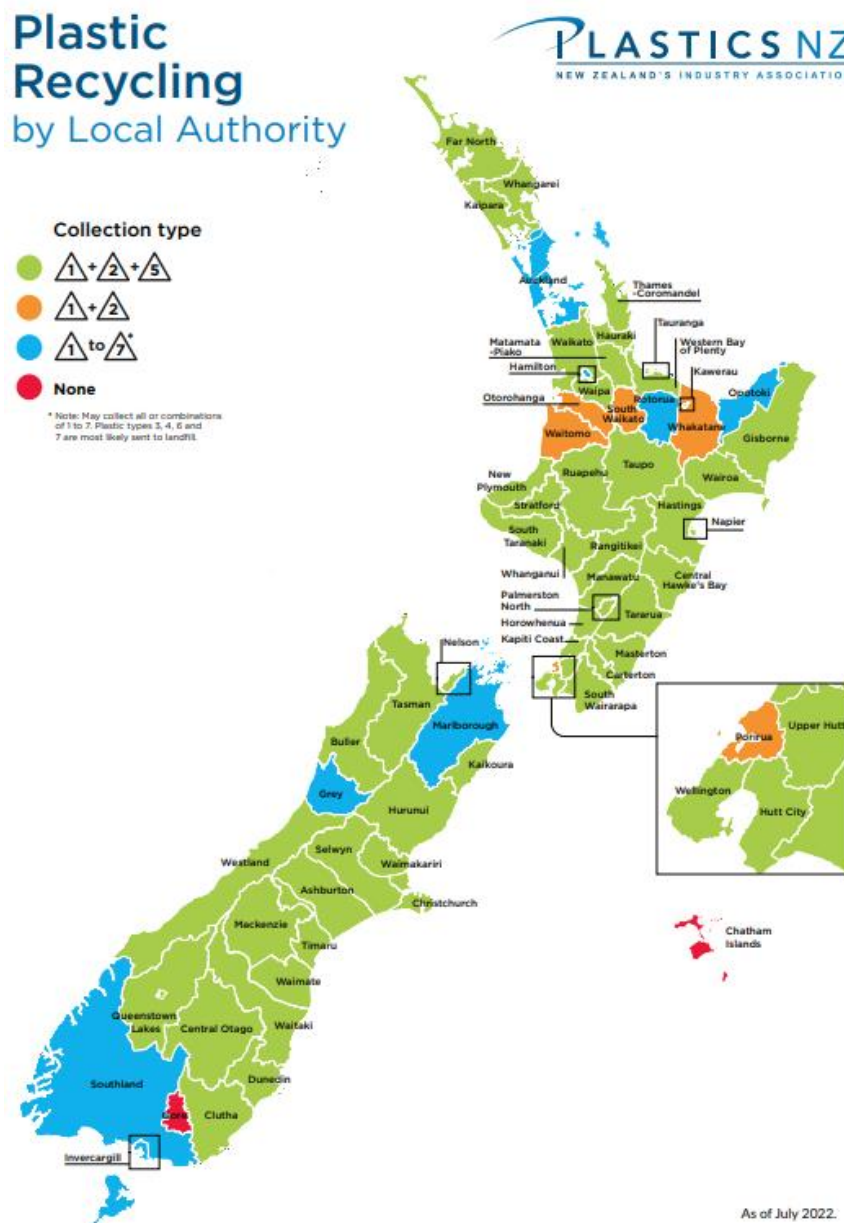 Plastic
Recycling
by Local Authority
PLASTICS NZ
NEW ZEALAND'S INDUSTRY ASSOCIATION
Collection type
1 + 2 + 5
1 + 2
1 to 7*
None
* Note: May collect all or combinations
of 1 to 7. Plastic types 3, 4, 6 and
7 are most likely sent to landfill.
Far North
Whangarei
Kaipara
Auckland
Thames
-Coromandel
Hauraki
Tauranga
Waikato
Matamata
-Piako
Western Bay
of Plenty
Hamilton
Kawerau
Waipa
Otorohanga
South
Waikato
Rotorua
Opotoki
Whakatane
Waitomo
Gisborne
Taupo
Ruapehu
Wairoa
New
Plymouth
Stratford
Hastings
South
Taranaki
Napier
Rangitikei
Whanganui
Manawatu
Central
Hawke's Bay
Palmerston
North
Tararua
Horowhenua
Kapiti Coast
Masterton
Carterton
South
Wairarapa
Nelson
Tasman
Marlborough
Buller
Kaikoura
Grey
Hurunui
Porirua
Upper Hutt
Wellington
Hutt City
Westland
Selwyn
Waimakariri
Ashburton
Christchurch
Mackenzie
Timaru
Waimate
Chatham
Islands
Queenstown
Lakes
Central Otago
Waitaki
Southland
Dunedin
Gore
Clutha
Invercargill
As of July 2022.